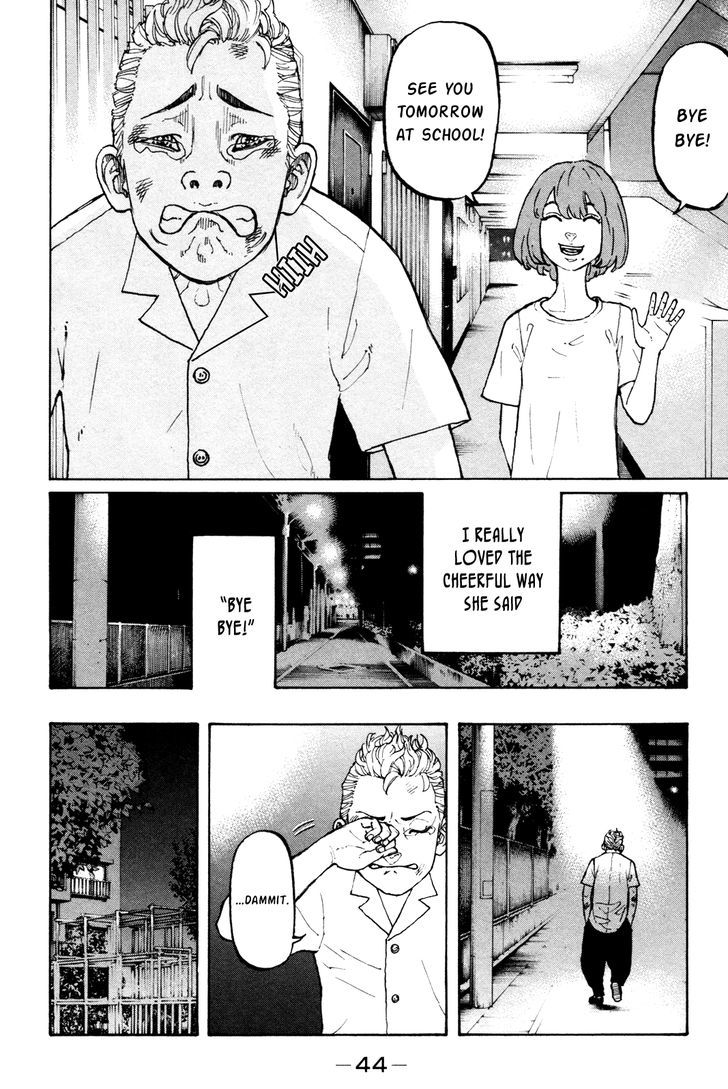 BYE
BYE!
SEE YOU
TOMORROW
AT SCHOOL!
I REALLY
LOVED THE
CHEERFUL WAY
SHE SAID
"BYE
BYE!"
...DAMMIT.
—44—